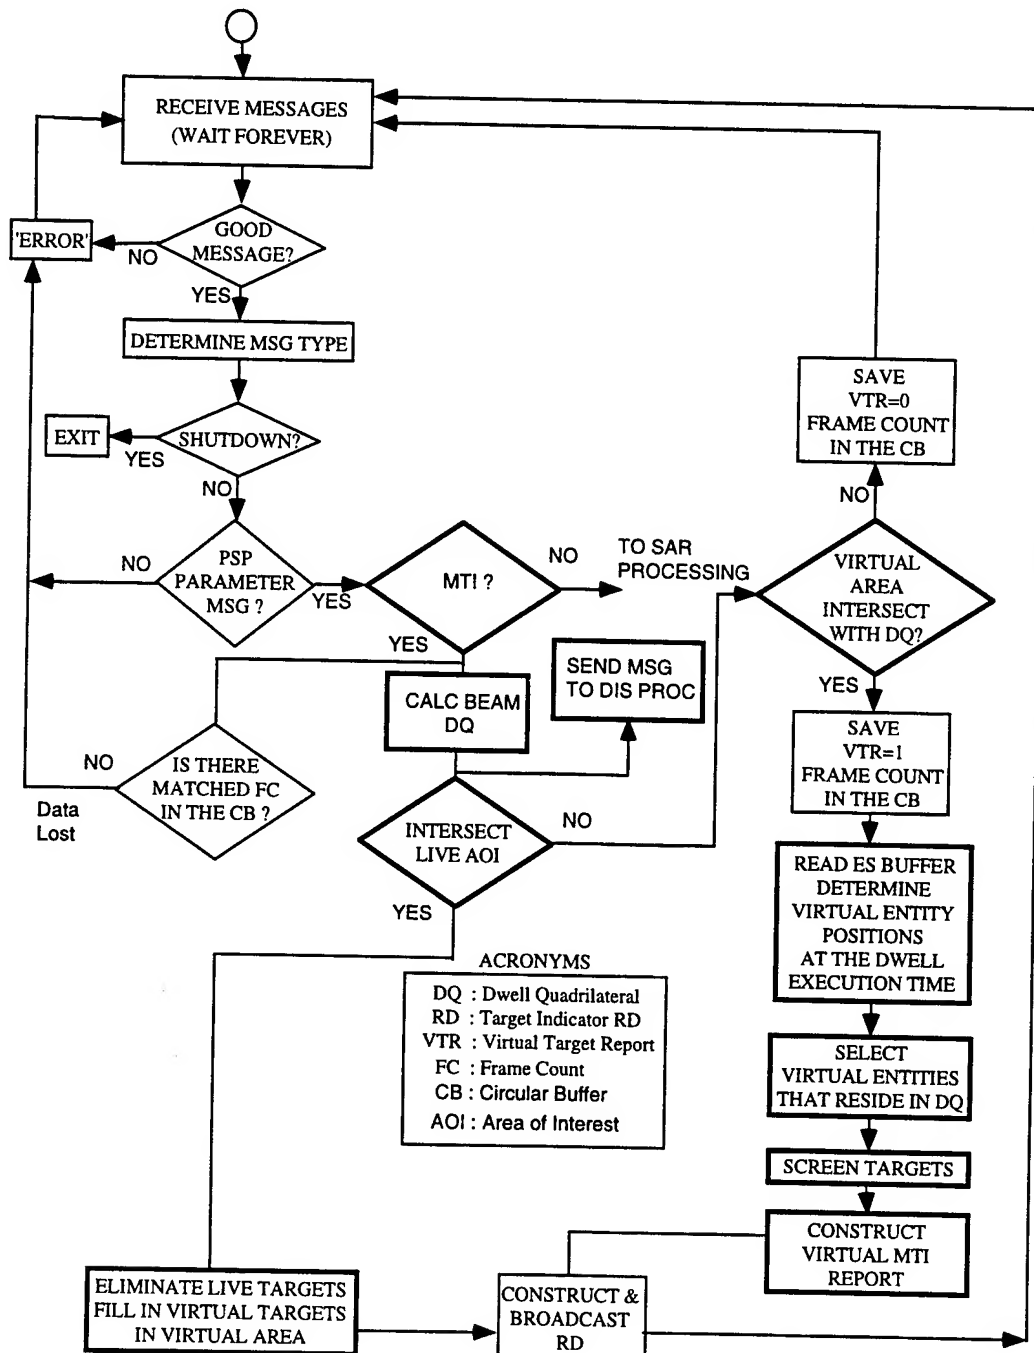 RECEIVE MESSAGES
(WAIT FOREVER)
'ERROR'
NO
GOOD
MESSAGE?
YES
DETERMINE MSG TYPE
EXIT
YES
SHUTDOWN?
NO
NO
PSP
PARAMETER
MSG ?
YES
MTI ?
NO
TO SAR
PROCESSING
YES
SAVE
VTR=0
FRAME COUNT
IN THE CB
NO
VIRTUAL
AREA
INTERSECT
WITH DQ?
YES
SEND MSG
TO DIS PROC
CALC BEAM
DQ
NO
Data
Lost
IS THERE
MATCHED FC
IN THE CB ?
INTERSECT
LIVE AOI
NO
YES
SAVE
VTR=1
FRAME COUNT
IN THE CB
READ ES BUFFER
DETERMINE
VIRTUAL ENTITY
POSITIONS
AT THE DWELL
EXECUTION TIME
ACRONYMS
DQ : Dwell Quadrilateral
RD : Target Indicator RD
VTR : Virtual Target Report
FC : Frame Count
CB : Circular Buffer
AOI : Area of Interest
SELECT
VIRTUAL ENTITIES
THAT RESIDE IN DQ
SCREEN TARGETS
CONSTRUCT
VIRTUAL MTI
REPORT
ELIMINATE LIVE TARGETS
FILL IN VIRTUAL TARGETS
IN VIRTUAL AREA
CONSTRUCT &
BROADCAST
RD